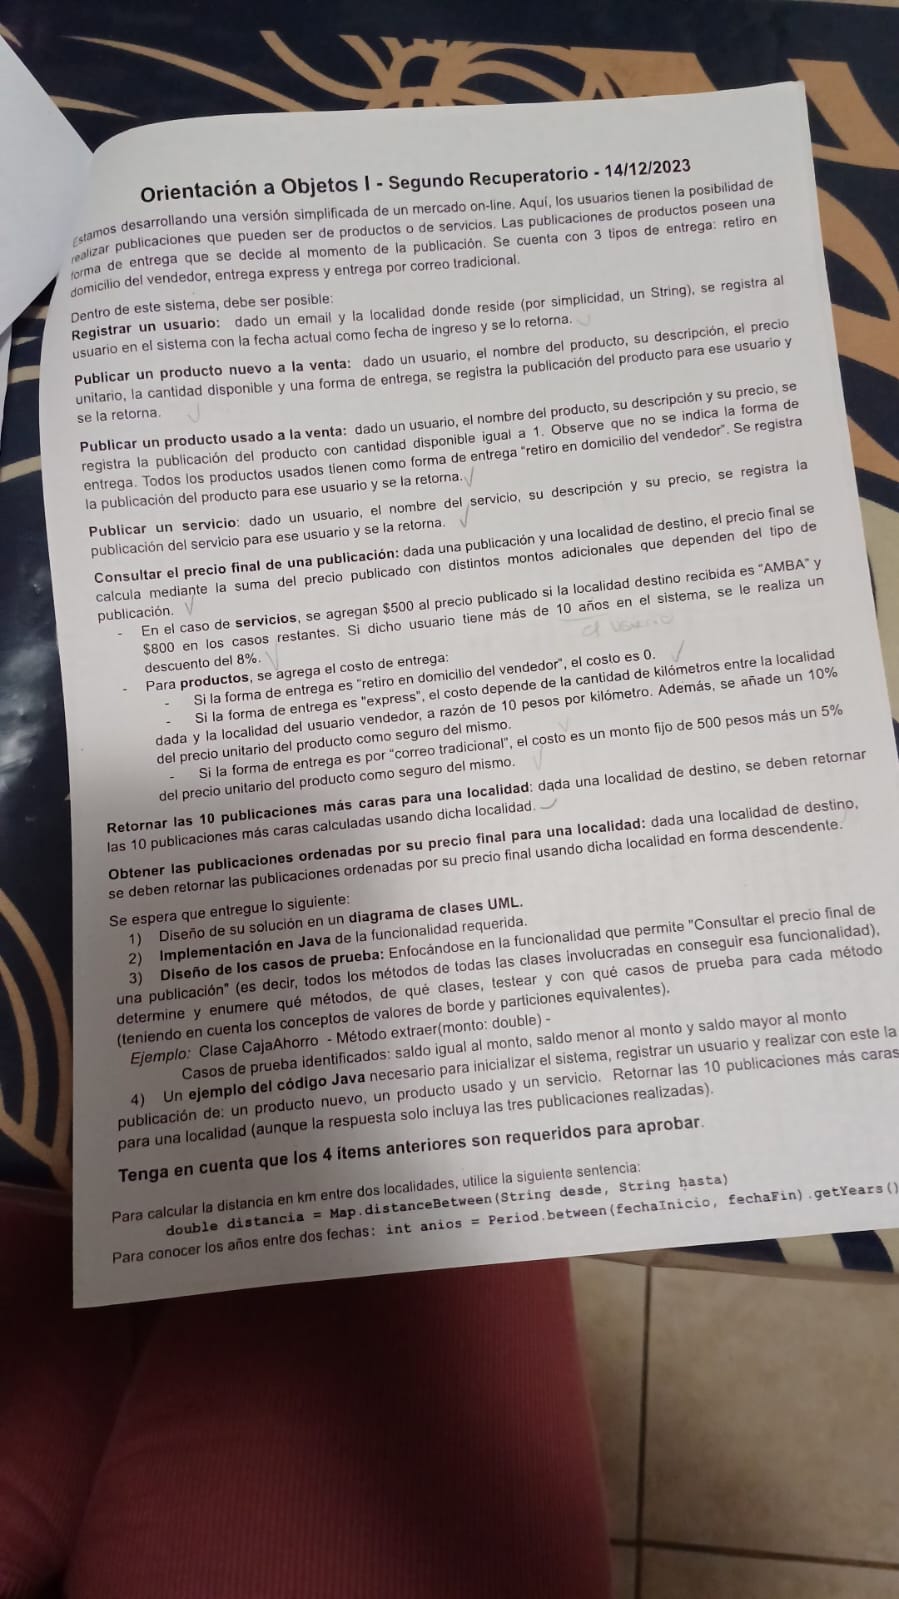 Orientación a Objetos I - Segundo Recuperatorio - 14/12/2023
Estamos desarrollando una versión simplificada de un mercado on-line. Aquí, los usuarios tienen la posibilidad de
realizar publicaciones que pueden ser de productos o de servicios. Las publicaciones de productos poseen una
forma de entrega que se decide al momento de la publicación. Se cuenta con 3 tipos de entrega: retiro en
domicilio del vendedor, entrega express y entrega por correo tradicional.
Dentro de este sistema, debe ser posible:
Registrar un usuario: dado un email y la localidad donde reside (por simplicidad, un String), se registra al
usuario en el sistema con la fecha actual como fecha de ingreso y se lo retorna.
Publicar un producto nuevo a la venta: dado un usuario, el nombre del producto, su descripción, el precio
unitario, la cantidad disponible y una forma de entrega, se registra la publicación del producto para ese usuario y
se la retorna.
Publicar un producto usado a la venta: dado un usuario, el nombre del producto, su descripción y su precio, se
registra la publicación del producto con cantidad disponible igual a 1. Observe que no se indica la forma de
entrega. Todos los productos usados tienen como forma de entrega "retiro en domicilio del vendedor". Se registra
la publicación del producto para ese usuario y se la retorna.
Publicar un servicio: dado un usuario, el nombre del servicio, su descripción y su precio, se registra la
publicación del servicio para ese usuario y se la retorna.
Consultar el precio final de una publicación: dada una publicación y una localidad de destino, el precio final se
calcula mediante la suma del precio publicado con distintos montos adicionales que dependen del tipo de
publicación.
- En el caso de servicios, se agregan $500 al precio publicado si la localidad destino recibida es "AMBA" y
$800 en los casos restantes. Si dicho usuario tiene más de 10 años en el sistema, se le realiza un
descuento del 8%.
el usuario
- Para productos, se agrega el costo de entrega:
- Si la forma de entrega es "retiro en domicilio del vendedor", el costo es 0.
- Si la forma de entrega es "express", el costo depende de la cantidad de kilómetros entre la localidad
dada y la localidad del usuario vendedor, a razón de 10 pesos por kilómetro. Además, se añade un 10%
del precio unitario del producto como seguro del mismo.
- Si la forma de entrega es por "correo tradicional", el costo es un monto fijo de 500 pesos más un 5%
del precio unitario del producto como seguro del mismo.
Retornar las 10 publicaciones más caras para una localidad: dada una localidad de destino, se deben retornar
las 10 publicaciones más caras calculadas usando dicha localidad.
Obtener las publicaciones ordenadas por su precio final para una localidad: dada una localidad de destino,
se deben retornar las publicaciones ordenadas por su precio final usando dicha localidad en forma descendente.
Se espera que entregue lo siguiente:
1) Diseño de su solución en un diagrama de clases UML.
2) Implementación en Java de la funcionalidad requerida.
3) Diseño de los casos de prueba: Enfocándose en la funcionalidad que permite "Consultar el precio final de
una publicación" (es decir, todos los métodos de todas las clases involucradas en conseguir esa funcionalidad),
determine y enumere qué métodos, de qué clases, testear y con qué casos de prueba para cada método
(teniendo en cuenta los conceptos de valores de borde y particiones equivalentes).
Ejemplo: Clase CajaAhorro - Método extraer(monto: double) -
Casos de prueba identificados: saldo igual al monto, saldo menor al monto y saldo mayor al monto
4) Un ejemplo del código Java necesario para inicializar el sistema, registrar un usuario y realizar con este la
publicación de: un producto nuevo, un producto usado y un servicio. Retornar las 10 publicaciones más caras
para una localidad (aunque la respuesta solo incluya las tres publicaciones realizadas).
Tenga en cuenta que los 4 ítems anteriores son requeridos para aprobar.
Para calcular la distancia en km entre dos localidades, utilice la siguiente sentencia:
double distancia = Map.distanceBetween(String desde, String hasta)
Para conocer los años entre dos fechas: int anios = Period.between(fechaInicio, fechaFin).getYears()